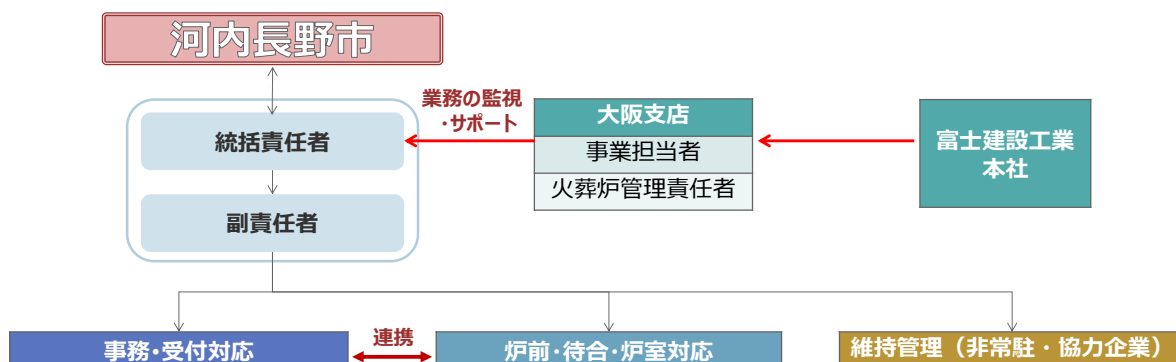 河内長野市
統括責任者
副責任者
業務の監視
・サポート
大阪支店
事業担当者
火葬炉管理責任者
富士建設工業
本社
事務・受付対応
連携
炉前・待合・炉室対応
維持管理（非常駐・協力企業）